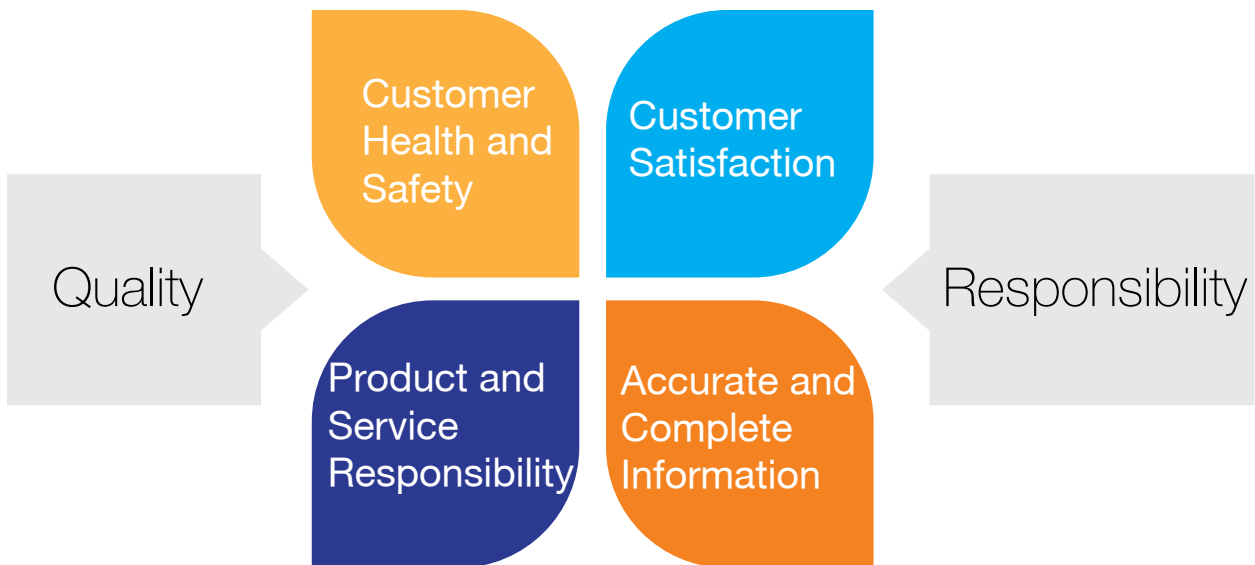 Quality
Customer
Health and
Safety
Customer
Satisfaction
Product and
Service
Responsibility
Accurate and
Complete
Information
Responsibility